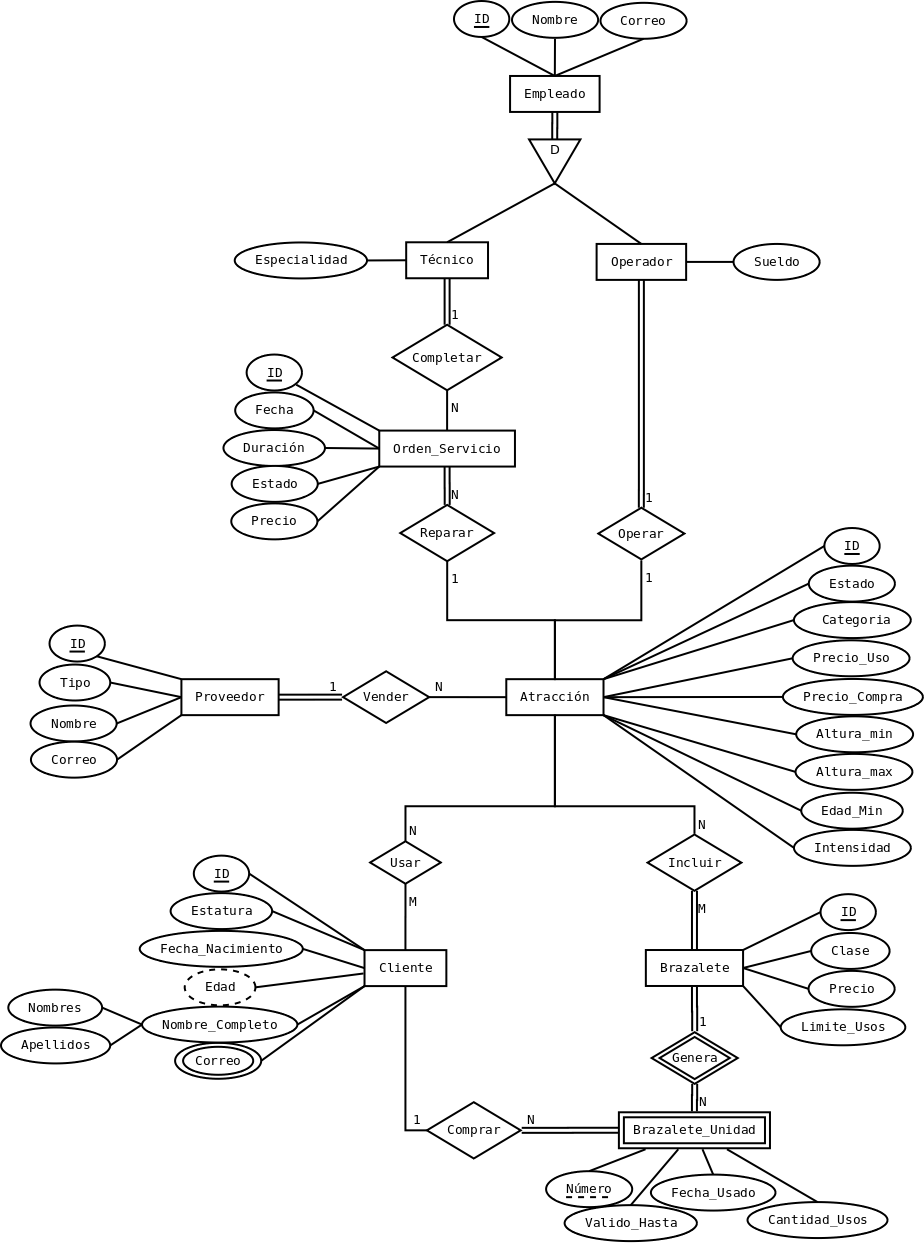 ID
Nombre
Correo
Empleado
D
Especialidad
Técnico
Operador
Sueldo
1
Completar
ID
N
Fecha
Duración
Orden_Servicio
Estado
N
1
Precio
Reparar
Operar
1
1
ID
Estado
Categoria
ID
Precio_Uso
Tipo
Proveedor
1
Vender
N
Atracción
Precio_Compra
Nombre
Altura_min
Correo
Altura_max
Edad_Min
N
N
Intensidad
Usar
Incluir
ID
M
M
Estatura
ID
Fecha_Nacimiento
Clase
Cliente
Brazalete
Edad
Precio
Nombres
Nombre_Completo
1
Limite_Usos
Apellidos
Correo
Genera
N
1
Comprar
N
Brazalete_Unidad
Número
Fecha_Usado
Valido_Hasta
Cantidad_Usos